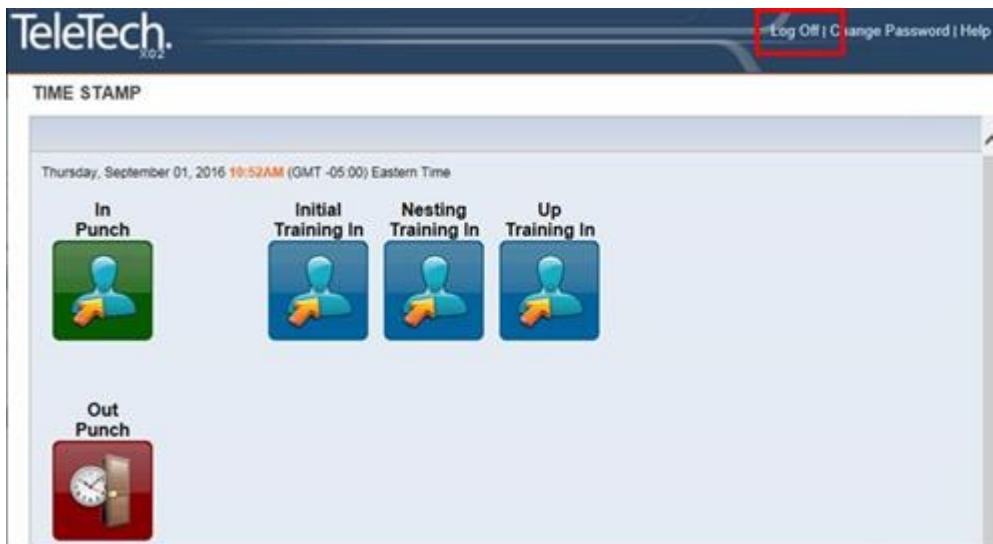 TeleTech.
X02
Log Off | Change Password | Help
TIME STAMP
Thursday, September 01, 2016 10:52AM (GMT -05:00) Eastern Time
In
Punch
Initial
Training In
Nesting
Training In
Up
Training In
Out
Punch